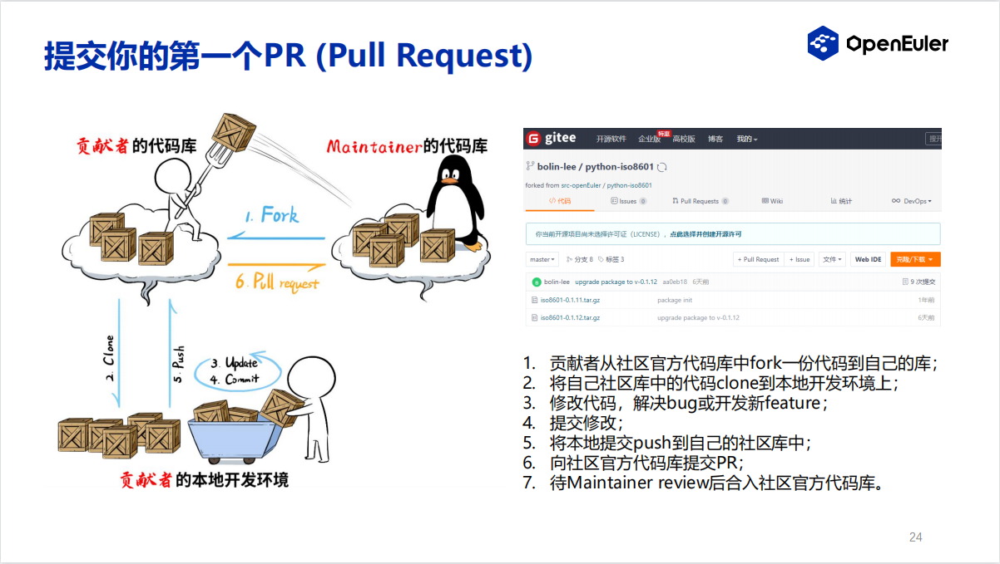 提交你的第一个PR (Pull Request)
OpenEuler
贡献者的代码库
Maintainer的代码库
1. Fork
6. Pull request
2. Clone
5. Push
3. Update
4. Commit
贡献者的本地开发环境
gitee 开源软件 企业版 特惠 高校版 博客 我的
bolin-lee / python-iso8601
forked from src-openEuler / python-iso8601
代码 Issues 0 Pull Requests 0 Wiki 统计 DevOps
你当前开源项目尚未选择许可证（LICENSE），点此选择并创建开源许可
master 分支 8 标签 3 + Pull Request + Issue 文件 Web IDE 克隆/下载
bolin-lee upgrade package to v-0.1.12 aa0eb18 6天前 9 次提交
iso8601-0.1.11.tar.gz package init 1年前
iso8601-0.1.12.tar.gz upgrade package to v-0.1.12 6天前
1. 贡献者从社区官方代码库中fork一份代码到自己的库；
2. 将自己社区库中的代码clone到本地开发环境上；
3. 修改代码，解决bug或开发新feature；
4. 提交修改；
5. 将本地提交push到自己的社区库中；
6. 向社区官方代码库提交PR；
7. 待Maintainer review后合入社区官方代码库。
24